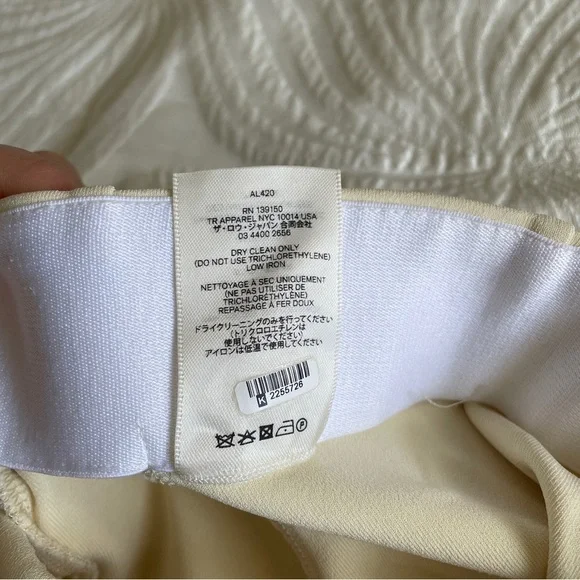 AL420
RN 139150
TR APPAREL NYC 10014 USA
ザ・ロウ・ジャパン 合同会社
03 4400 2656
DRY CLEAN ONLY
(DO NOT USE TRICHLORETHYLENE)
LOW IRON
NETTOYAGE À SEC UNIQUEMENT
(NE PAS UTILISER DE
TRICHLORÉTHYLÈNE)
REPASSAGE À FER DOUX
ドライクリーニングのみを行ってください
(トリクロロエチレンは
使用しないでください)
アイロンは低温で使用してください
K 2255726
P